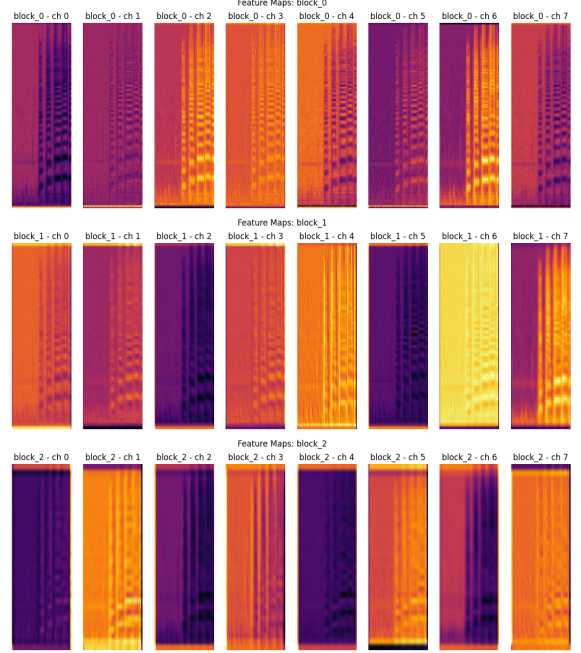 Feature Maps: block_0
block_0 - ch 0 block_0 - ch 1 block_0 - ch 2 block_0 - ch 3 block_0 - ch 4 block_0 - ch 5 block_0 - ch 6 block_0 - ch 7
Feature Maps: block_1
block_1 - ch 0 block_1 - ch 1 block_1 - ch 2 block_1 - ch 3 block_1 - ch 4 block_1 - ch 5 block_1 - ch 6 block_1 - ch 7
Feature Maps: block_2
block_2 - ch 0 block_2 - ch 1 block_2 - ch 2 block_2 - ch 3 block_2 - ch 4 block_2 - ch 5 block_2 - ch 6 block_2 - ch 7